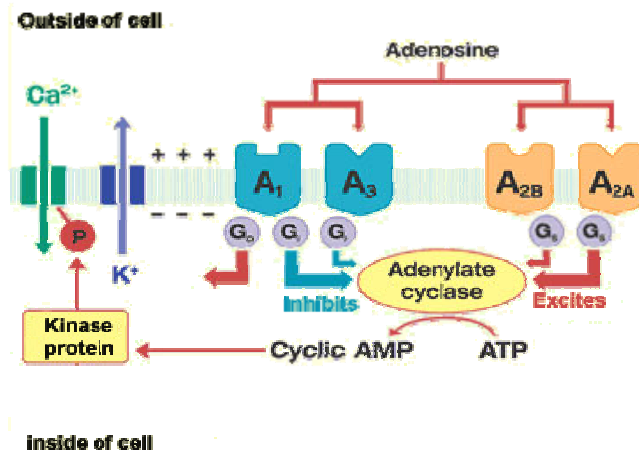 Outside of cell
Adenosine
Ca²⁺
+ + +
A₁
A₃
A₂B
A₂A
− − −
P
K⁺
Gₒ
Gᵢ
Gᵢ
Gₛ
Gₛ
Adenylate
cyclase
Inhibits
Excites
Kinase
protein
Cyclic AMP
ATP
inside of cell